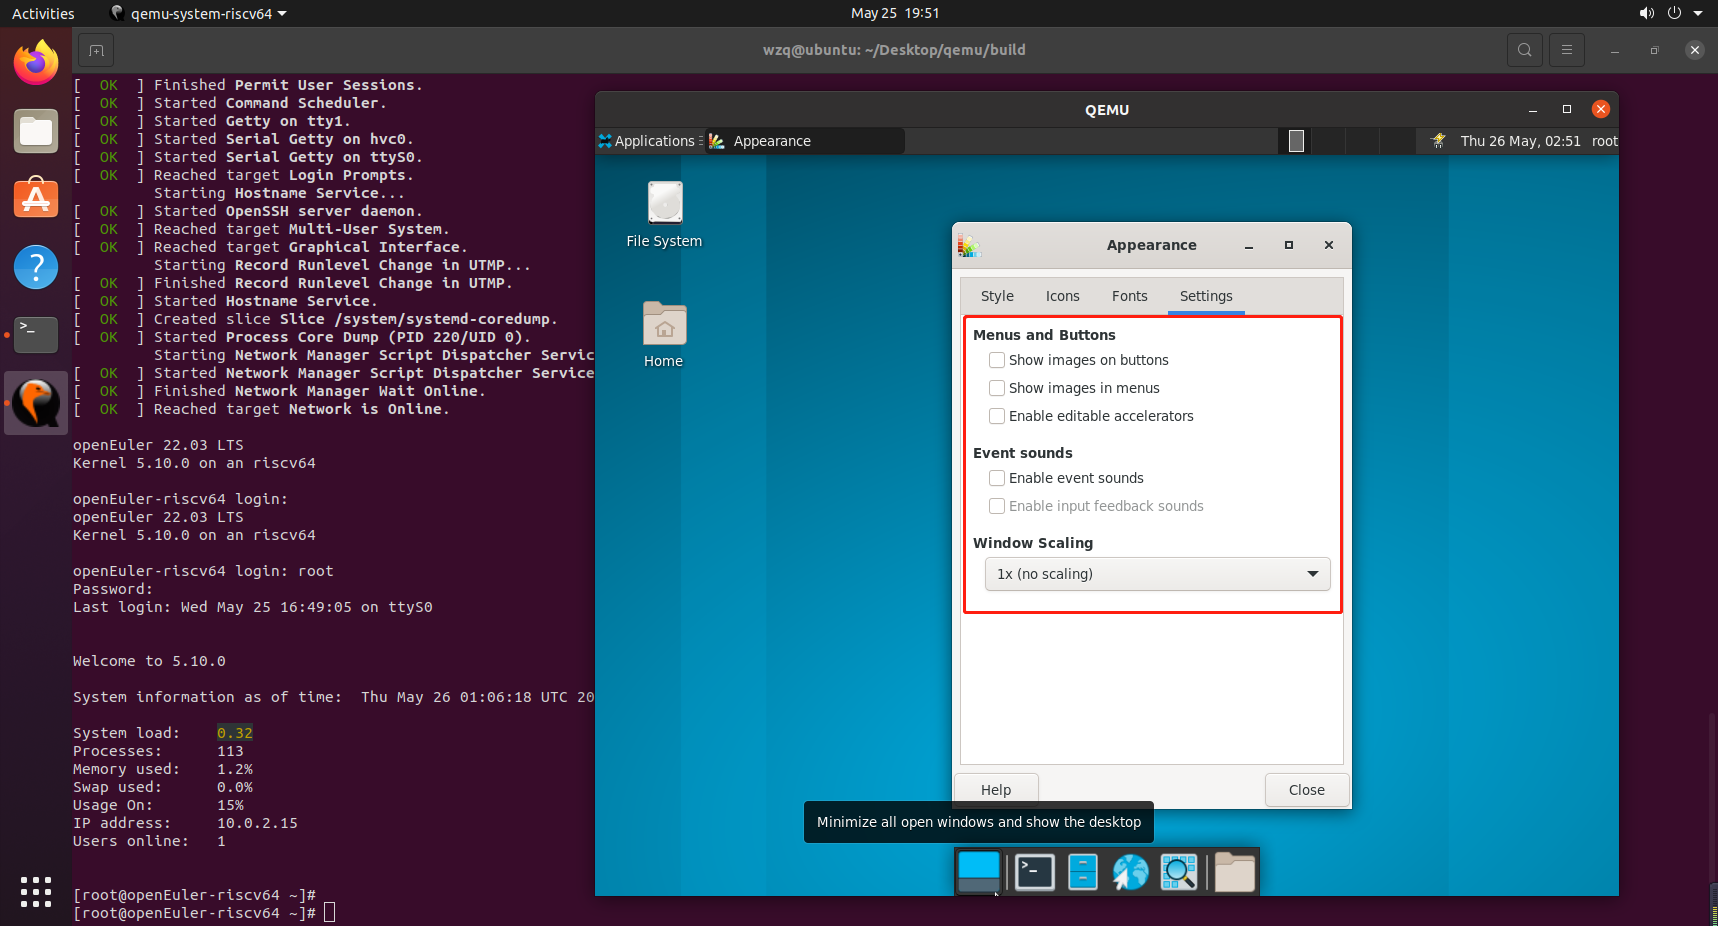 Activities
qemu-system-riscv64
May 25 19:51
wzq@ubuntu: ~/Desktop/qemu/build
[ OK ] Finished Permit User Sessions.
[ OK ] Started Command Scheduler.
[ OK ] Started Getty on tty1.
[ OK ] Started Serial Getty on hvc0.
[ OK ] Started Serial Getty on ttyS0.
[ OK ] Reached target Login Prompts.
Starting Hostname Service...
[ OK ] Started OpenSSH server daemon.
[ OK ] Reached target Multi-User System.
[ OK ] Reached target Graphical Interface.
Starting Record Runlevel Change in UTMP...
[ OK ] Finished Record Runlevel Change in UTMP.
[ OK ] Started Hostname Service.
[ OK ] Created slice Slice /system/systemd-coredump.
[ OK ] Started Process Core Dump (PID 220/UID 0).
Starting Network Manager Script Dispatcher Servic
[ OK ] Started Network Manager Script Dispatcher Service
[ OK ] Finished Network Manager Wait Online.
[ OK ] Reached target Network is Online.
openEuler 22.03 LTS
Kernel 5.10.0 on an riscv64
openEuler-riscv64 login:
openEuler 22.03 LTS
Kernel 5.10.0 on an riscv64
openEuler-riscv64 login: root
Password:
Last login: Wed May 25 16:49:05 on ttyS0
Welcome to 5.10.0
System information as of time: Thu May 26 01:06:18 UTC 20
System load: 0.32
Processes: 113
Memory used: 1.2%
Swap used: 0.0%
Usage On: 15%
IP address: 10.0.2.15
Users online: 1
[root@openEuler-riscv64 ~]#
[root@openEuler-riscv64 ~]#
QEMU
Applications
Appearance
Thu 26 May, 02:51
root
File System
Home
Appearance
Style
Icons
Fonts
Settings
Menus and Buttons
Show images on buttons
Show images in menus
Enable editable accelerators
Event sounds
Enable event sounds
Enable input feedback sounds
Window Scaling
1x (no scaling)
Help
Close
Minimize all open windows and show the desktop